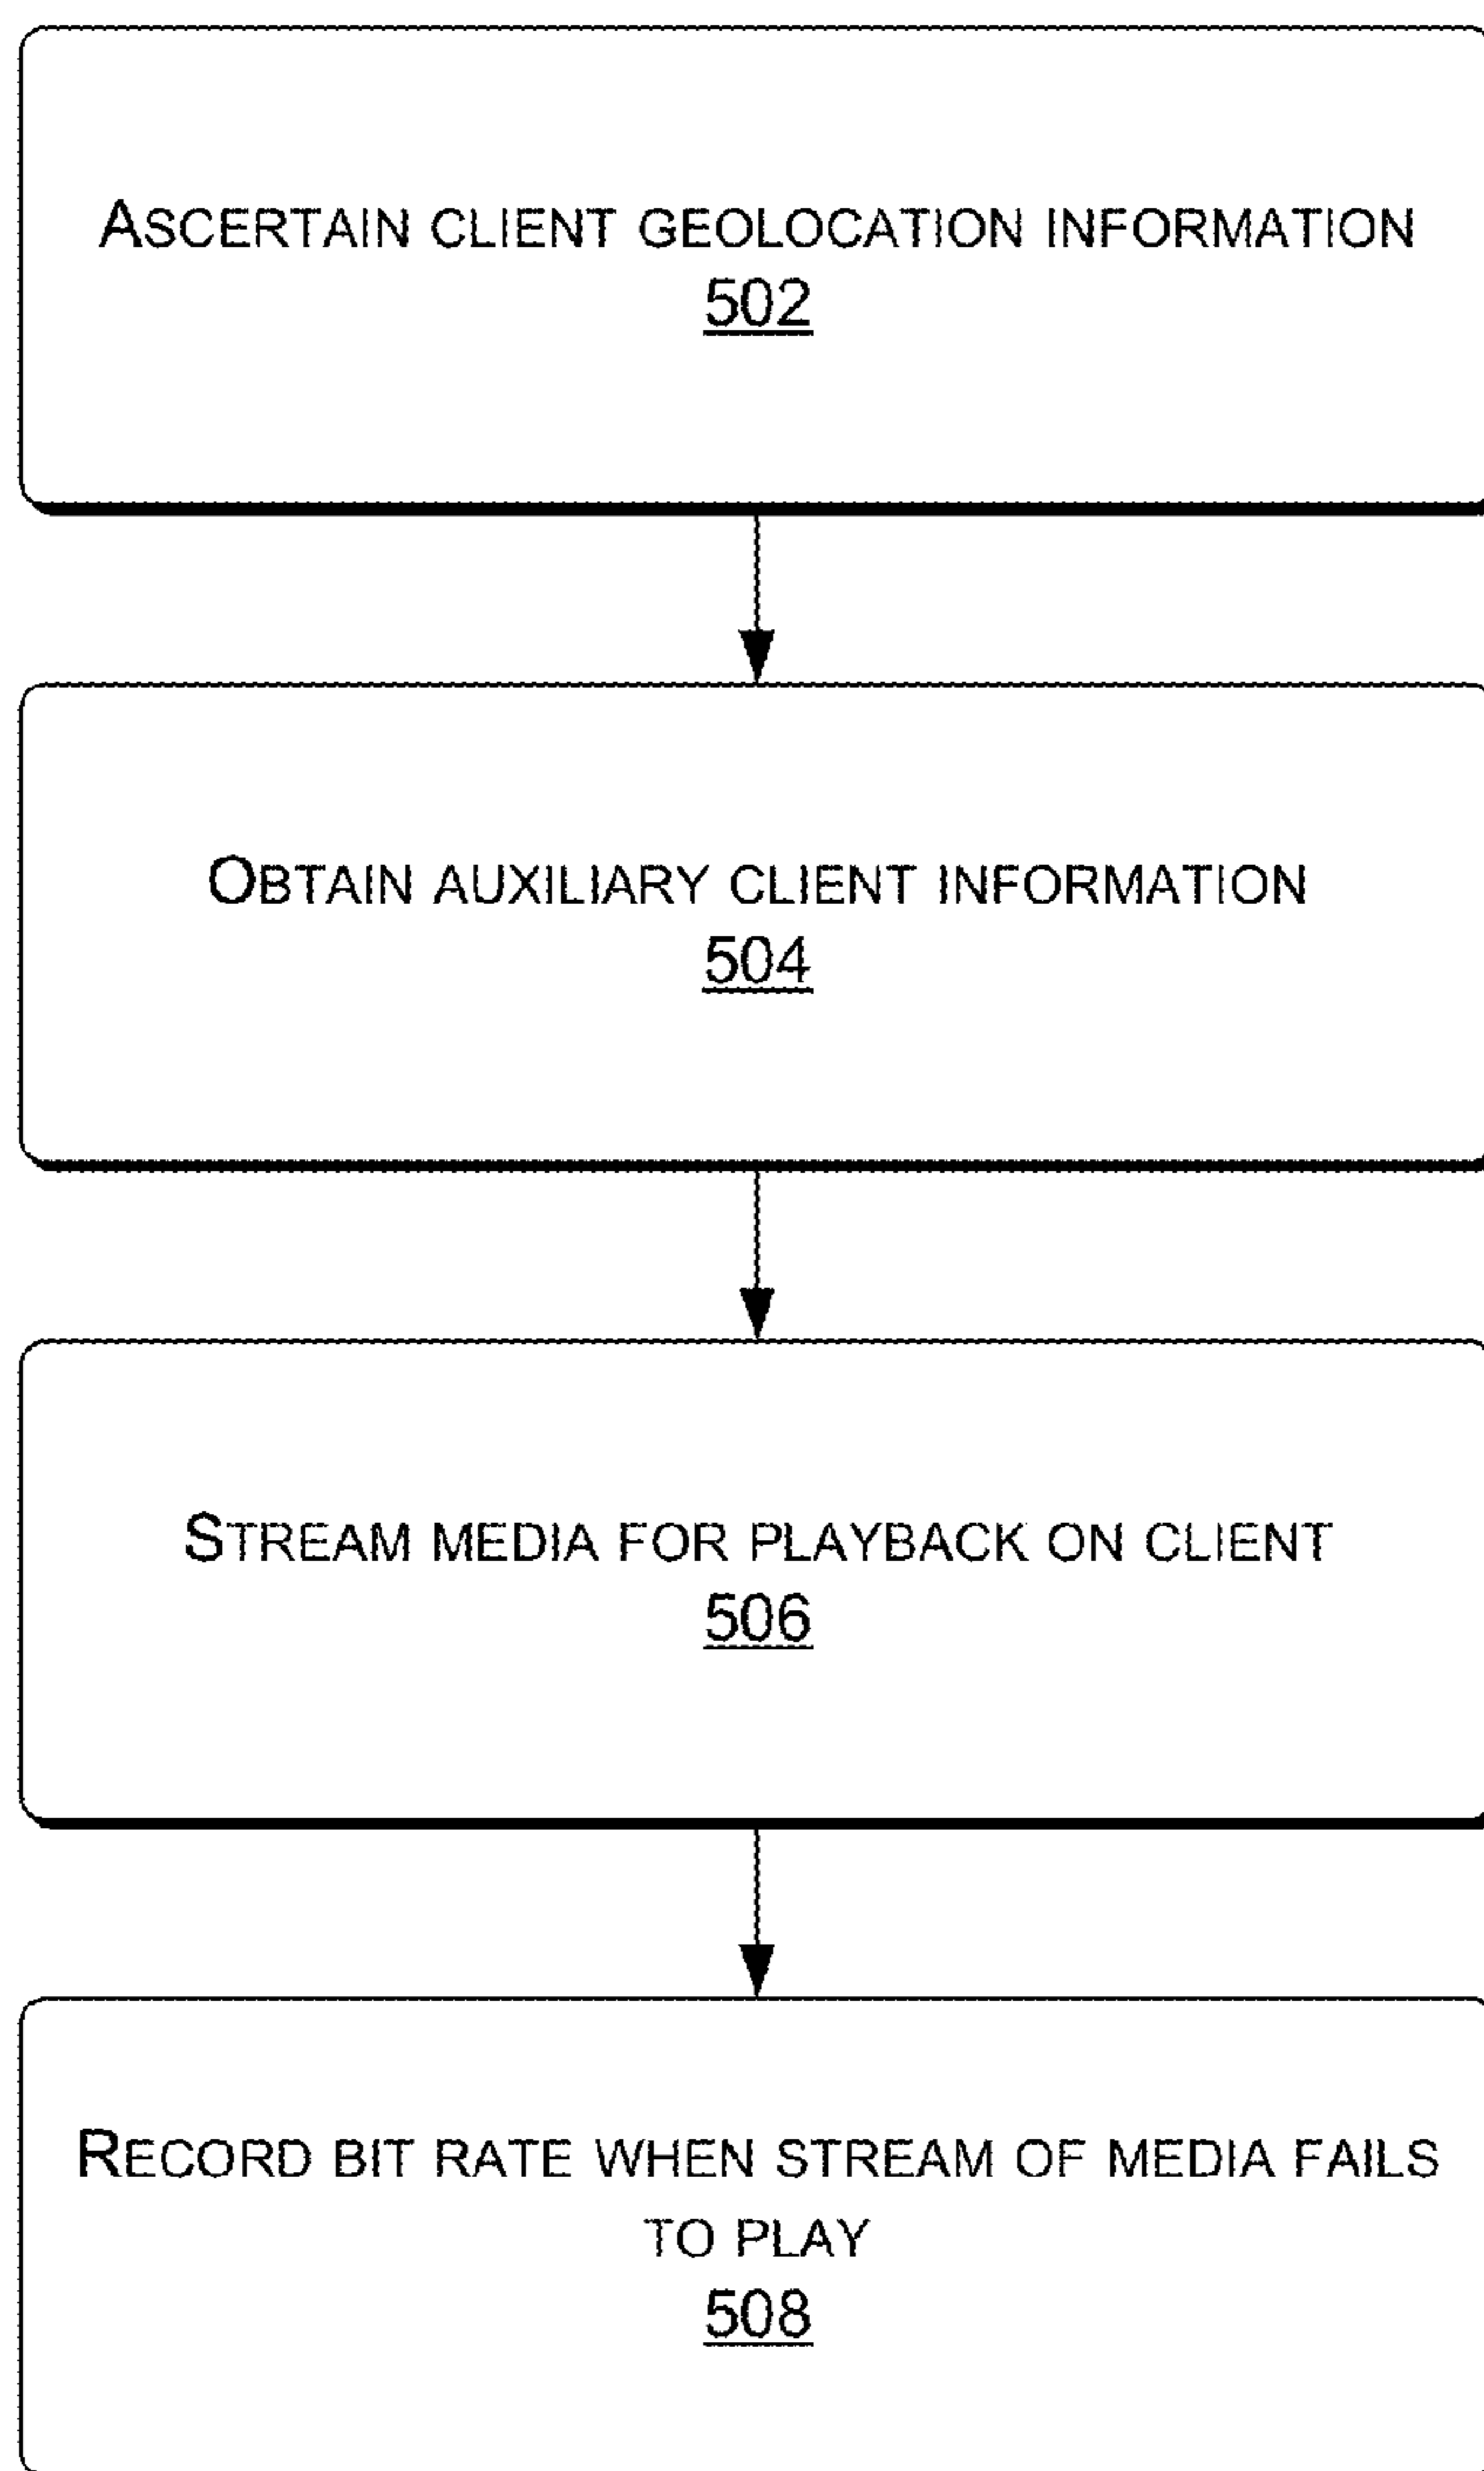 ASCERTAIN CLIENT GEOLOCATION INFORMATION
502
OBTAIN AUXILIARY CLIENT INFORMATION
504
STREAM MEDIA FOR PLAYBACK ON CLIENT
506
RECORD BIT RATE WHEN STREAM OF MEDIA FAILS
TO PLAY
508